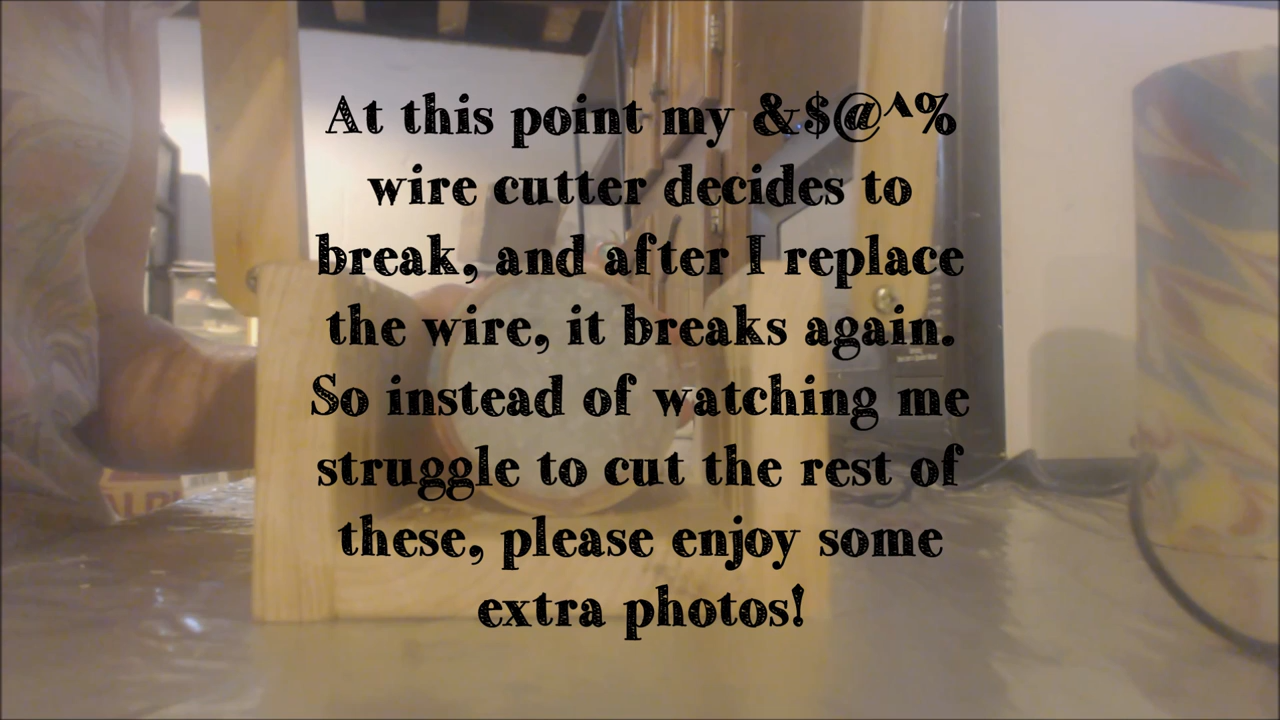 At this point my &$@^%
wire cutter decides to
break, and after I replace
the wire, it breaks again.
So instead of watching me
struggle to cut the rest of
these, please enjoy some
extra photos!